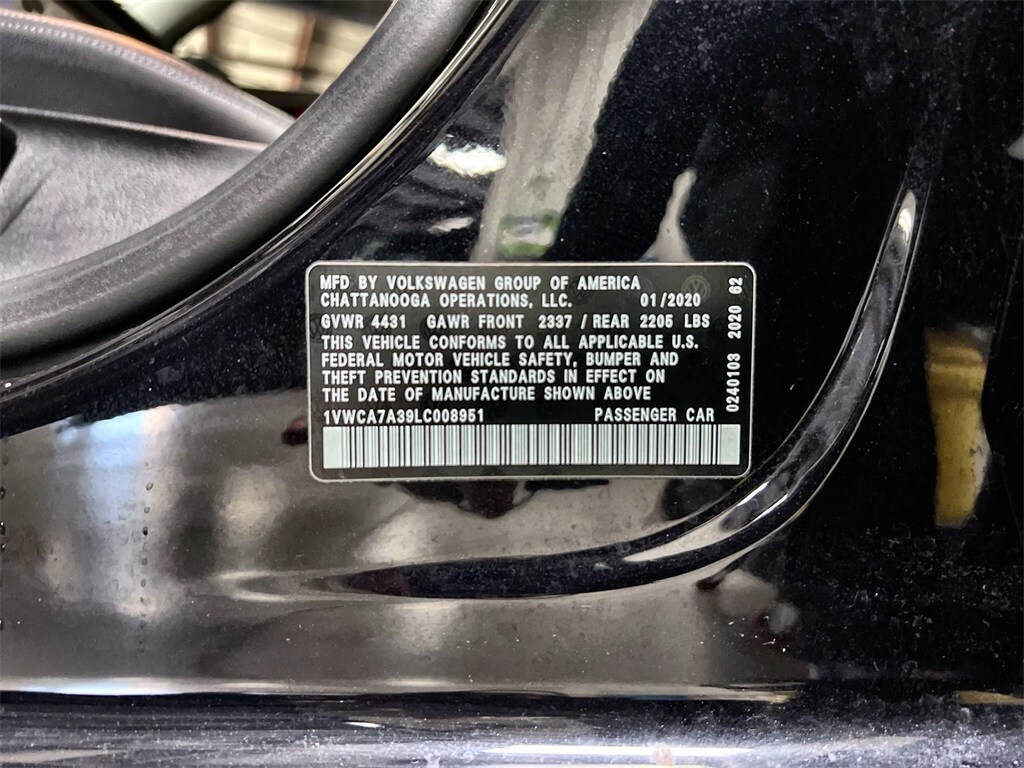 MFD BY VOLKSWAGEN GROUP OF AMERICA
CHATTANOOGA OPERATIONS, LLC. 01/2020
GVWR 4431 GAWR FRONT 2337 / REAR 2205 LBS
THIS VEHICLE CONFORMS TO ALL APPLICABLE U.S.
FEDERAL MOTOR VEHICLE SAFETY, BUMPER AND
THEFT PREVENTION STANDARDS IN EFFECT ON
THE DATE OF MANUFACTURE SHOWN ABOVE
1VWCA7A39LC008951 PASSENGER CAR
0240103 2020 62